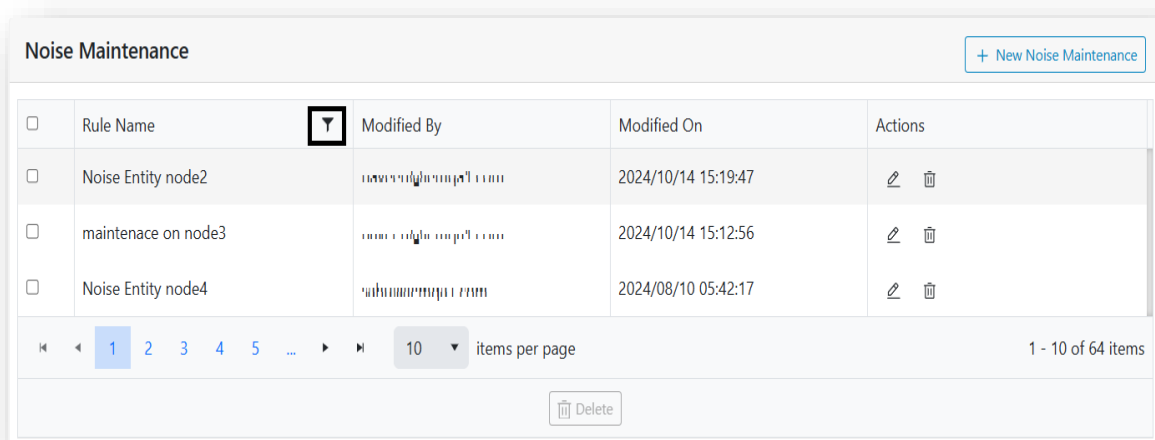 Noise Maintenance
+ New Noise Maintenance
Rule Name Modified By Modified On Actions
Noise Entity node2 2024/10/14 15:19:47
maintenace on node3 2024/10/14 15:12:56
Noise Entity node4 2024/08/10 05:42:17
1 2 3 4 5 ... 10 items per page 1 - 10 of 64 items
Delete